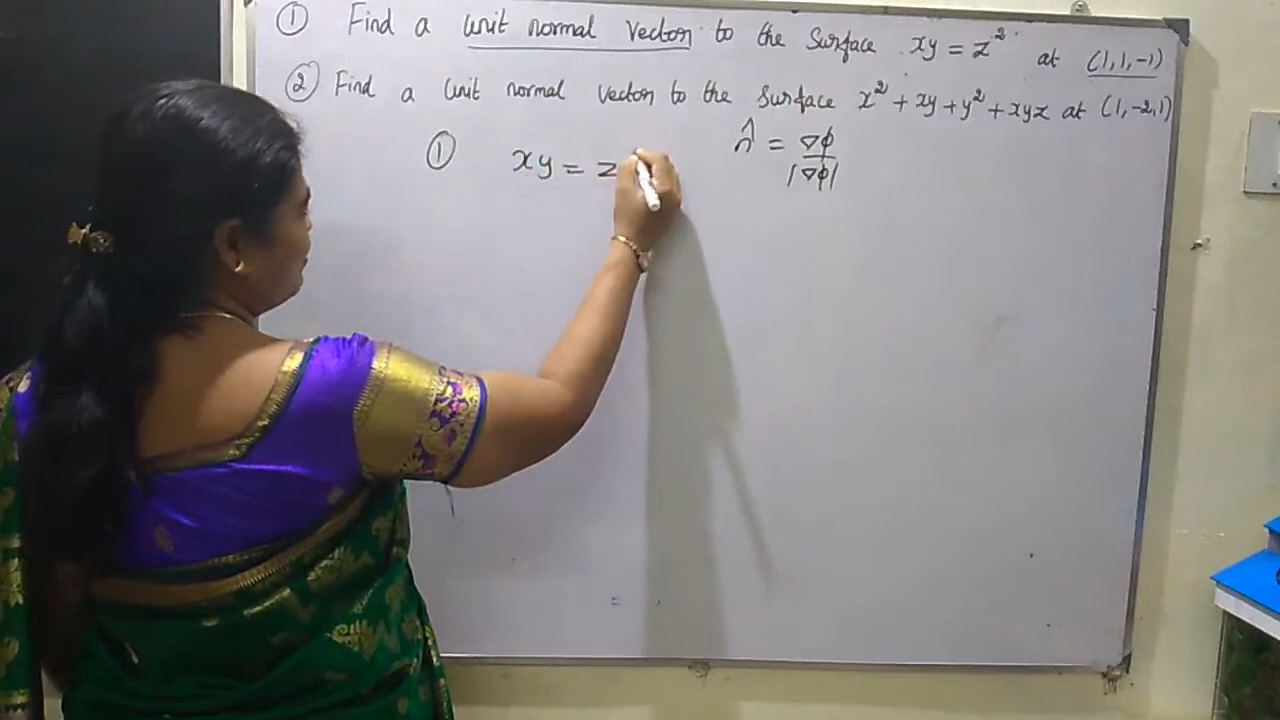 ① Find a unit normal vector to the surface xy = z² at (1,1,-1)
② Find a unit normal vector to the surface x² + xy + y² + xyz at (1,-2,1)
① xy = z n̂ = ∇ϕ / |∇ϕ|